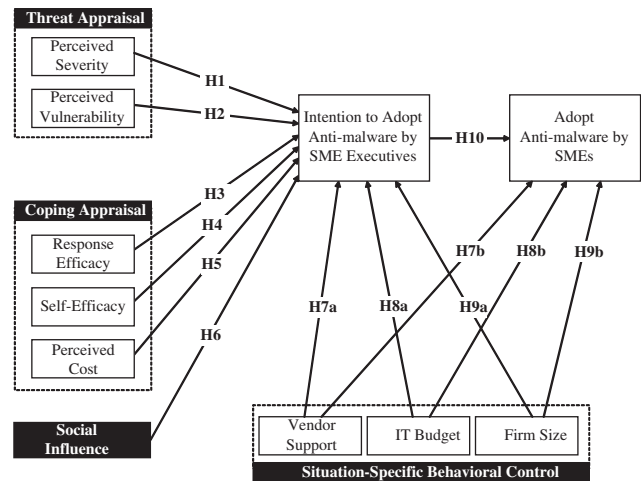 Threat Appraisal
Perceived
Severity
Perceived
Vulnerability
H1
H2
Intention to Adopt
Anti-malware by
SME Executives
H10
Adopt
Anti-malware by
SMEs
Coping Appraisal
Response
Efficacy
Self-Efficacy
Perceived
Cost
H3
H4
H5
H6
H7a
H8a
H9a
H7b
H8b
H9b
Social
Influence
Vendor
Support
IT Budget
Firm Size
Situation-Specific Behavioral Control